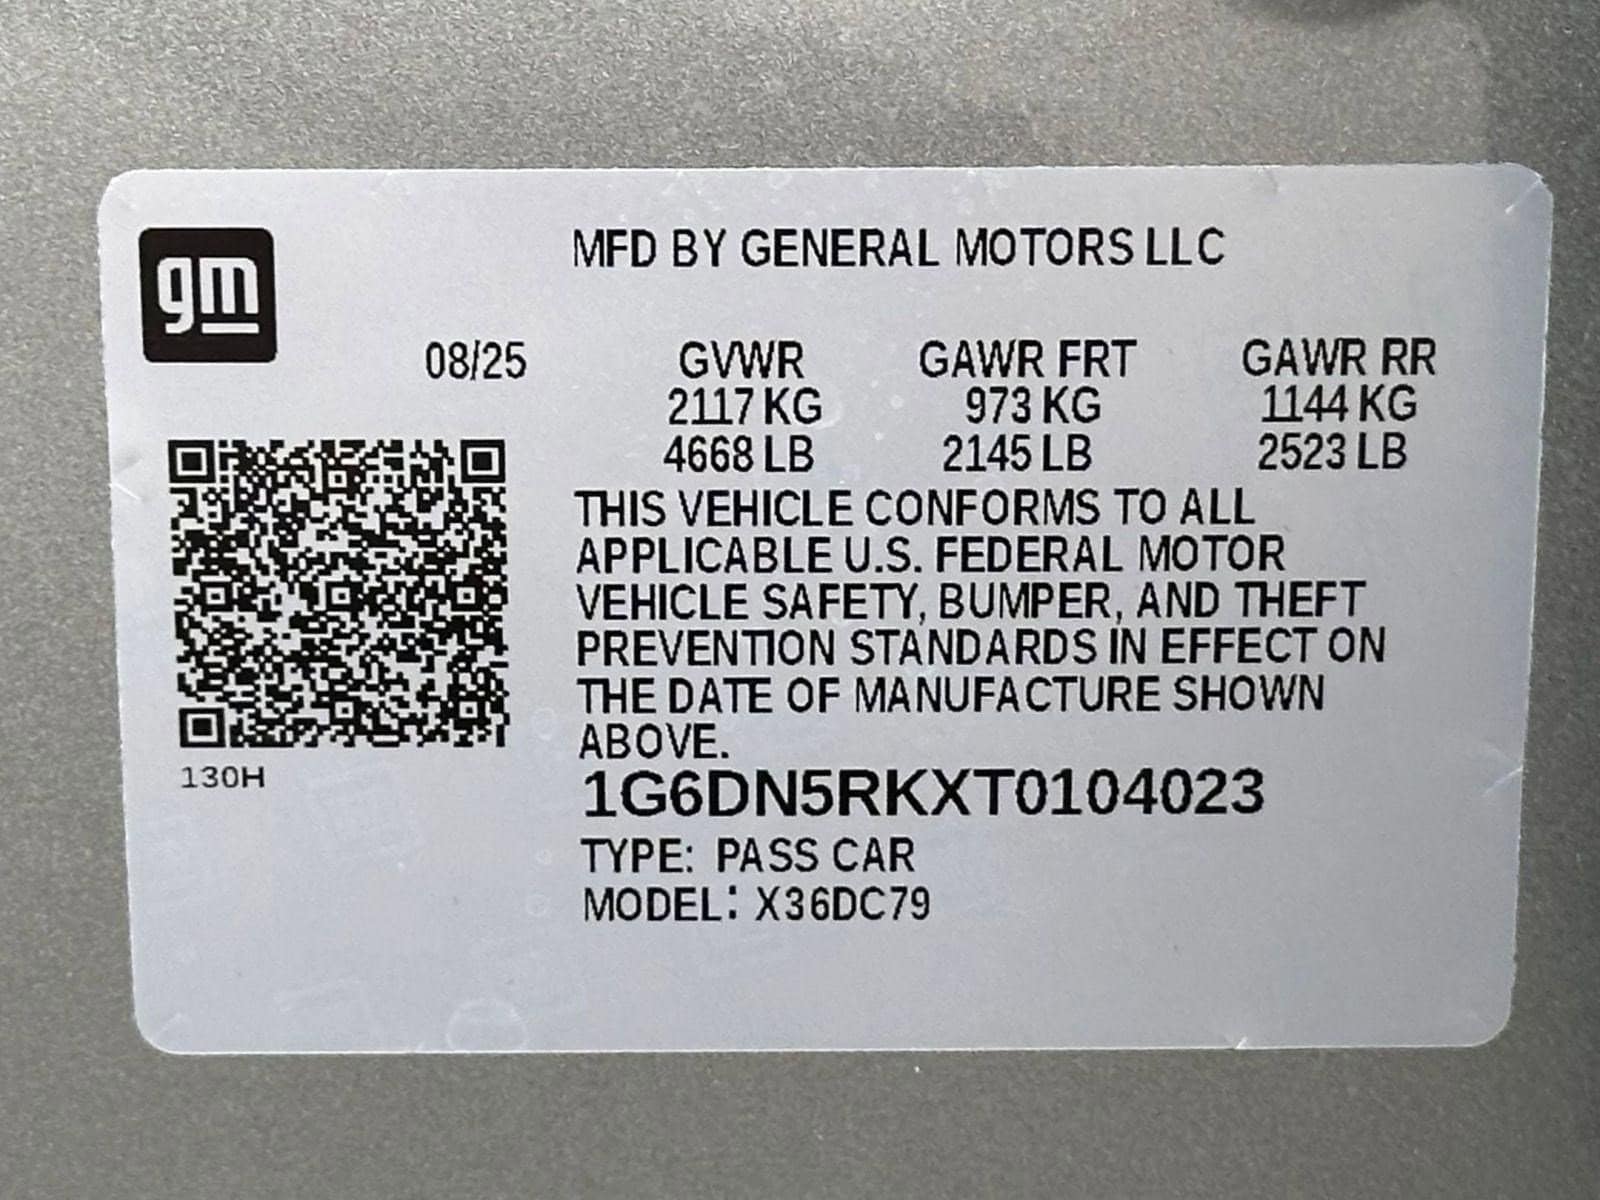 gm
MFD BY GENERAL MOTORS LLC
08/25 GVWR GAWR FRT GAWR RR
2117 KG 973 KG 1144 KG
4668 LB 2145 LB 2523 LB
THIS VEHICLE CONFORMS TO ALL
APPLICABLE U.S. FEDERAL MOTOR
VEHICLE SAFETY, BUMPER, AND THEFT
PREVENTION STANDARDS IN EFFECT ON
THE DATE OF MANUFACTURE SHOWN
ABOVE.
130H
1G6DN5RKXT0104023
TYPE: PASS CAR
MODEL: X36DC79